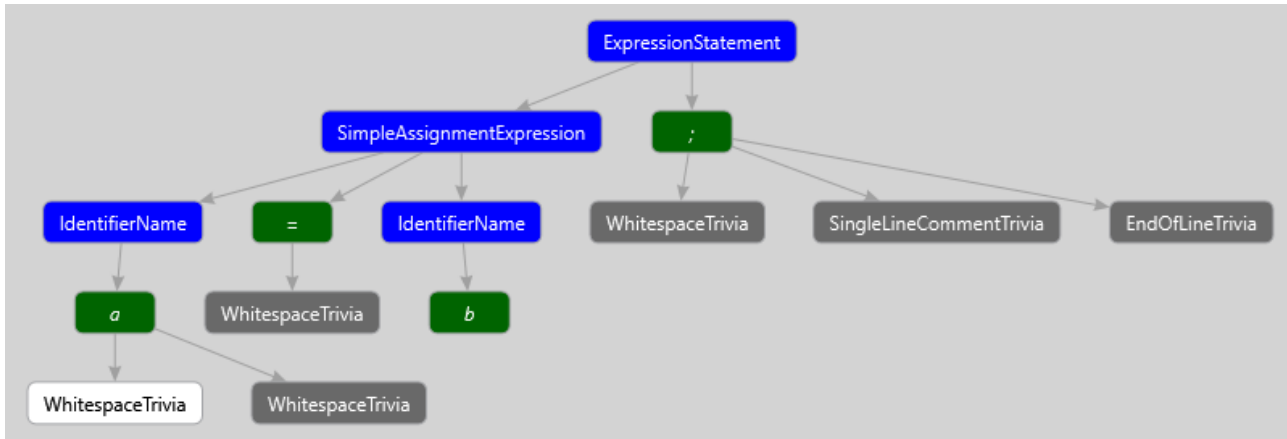 ExpressionStatement
SimpleAssignmentExpression
;
IdentifierName
=
IdentifierName
WhitespaceTrivia
SingleLineCommentTrivia
EndOfLineTrivia
a
WhitespaceTrivia
b
WhitespaceTrivia
WhitespaceTrivia